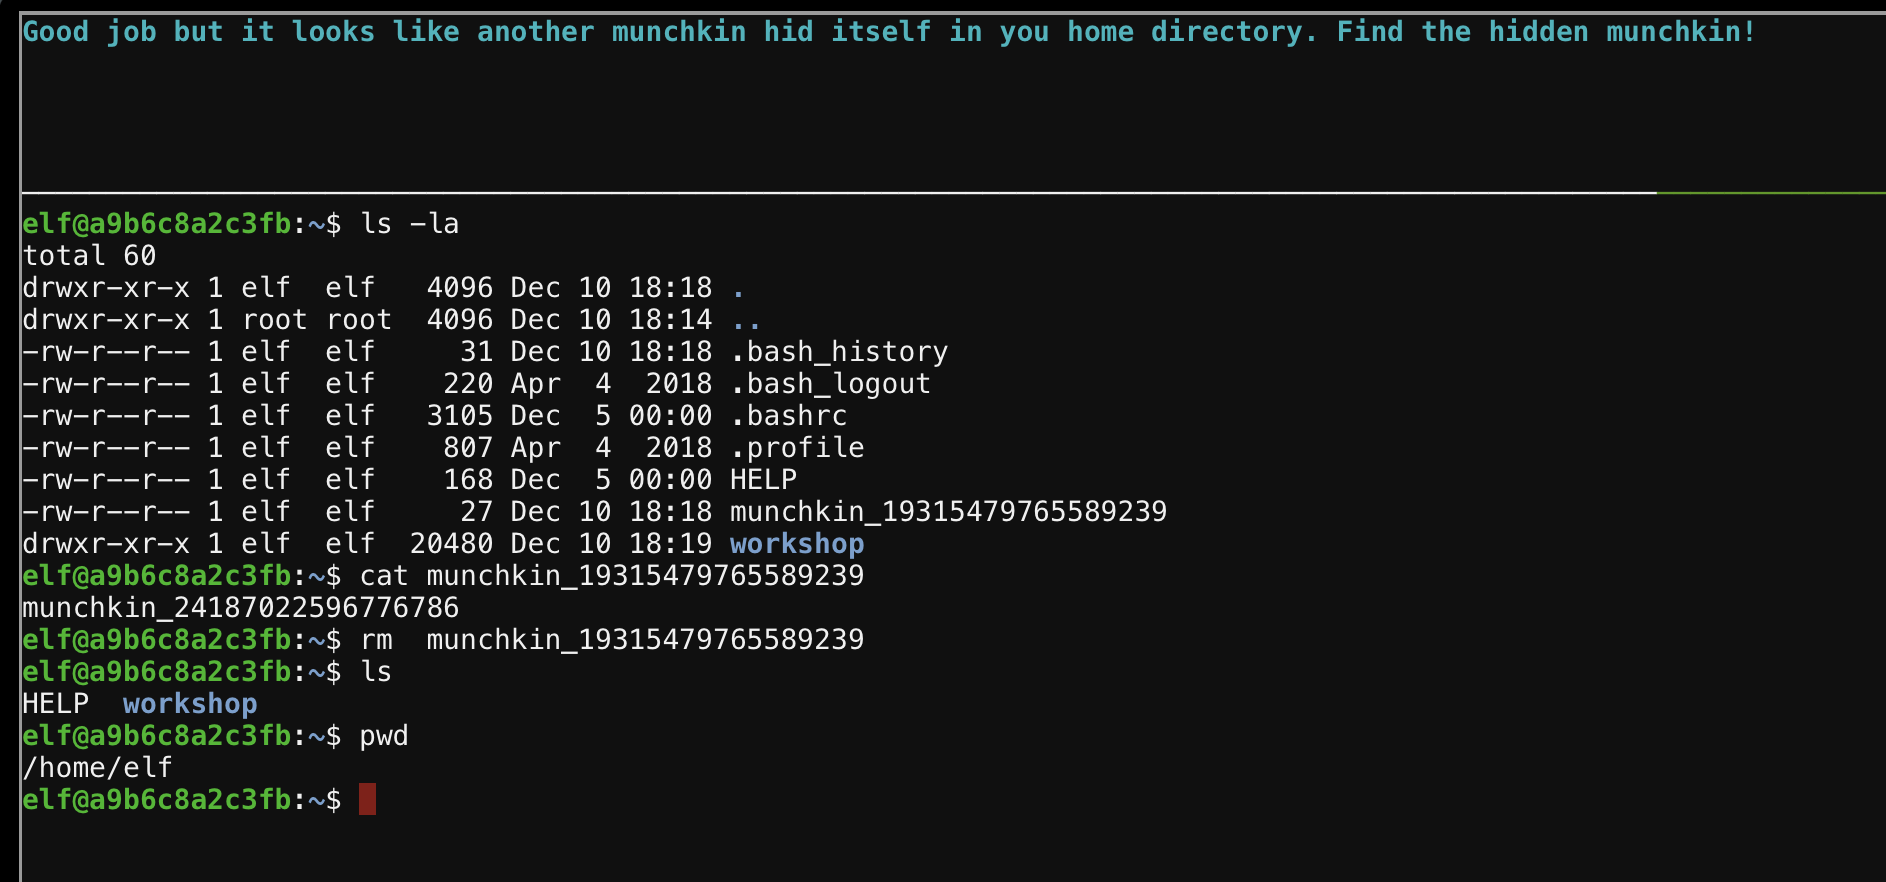 Good job but it looks like another munchkin hid itself in you home directory. Find the hidden munchkin!
elf@a9b6c8a2c3fb:~$ ls -la
total 60
drwxr-xr-x 1 elf  elf   4096 Dec 10 18:18 .
drwxr-xr-x 1 root root  4096 Dec 10 18:14 ..
-rw-r--r-- 1 elf  elf     31 Dec 10 18:18 .bash_history
-rw-r--r-- 1 elf  elf    220 Apr  4  2018 .bash_logout
-rw-r--r-- 1 elf  elf   3105 Dec  5 00:00 .bashrc
-rw-r--r-- 1 elf  elf    807 Apr  4  2018 .profile
-rw-r--r-- 1 elf  elf    168 Dec  5 00:00 HELP
-rw-r--r-- 1 elf  elf     27 Dec 10 18:18 munchkin_19315479765589239
drwxr-xr-x 1 elf  elf  20480 Dec 10 18:19 workshop
elf@a9b6c8a2c3fb:~$ cat munchkin_19315479765589239
munchkin_24187022596776786
elf@a9b6c8a2c3fb:~$ rm  munchkin_19315479765589239
elf@a9b6c8a2c3fb:~$ ls
HELP  workshop
elf@a9b6c8a2c3fb:~$ pwd
/home/elf
elf@a9b6c8a2c3fb:~$